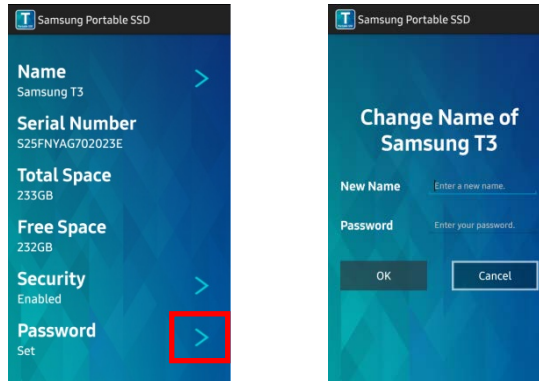 Samsung Portable SSD
Name
Samsung T3
Serial Number
S25FNYAG702023E
Total Space
233GB
Free Space
232GB
Security
Enabled
Password
Set
Samsung Portable SSD
Change Name of
Samsung T3
New Name Enter a new name.
Password Enter your password.
OK Cancel